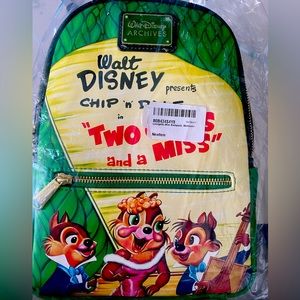 Walt Disney
ARCHIVES
Walt
DISNEY
presents
CHIP 'n'
in
"TWO
and a MISS"